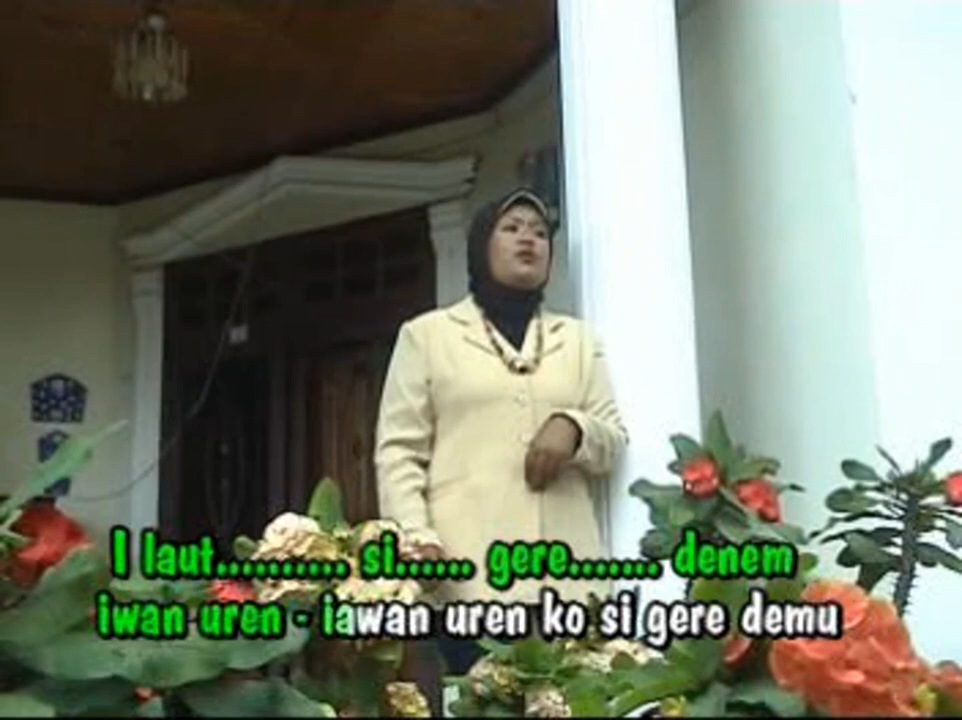 I laut.......... si...... gere....... denem
iwan uren - iawan uren ko si gere demu